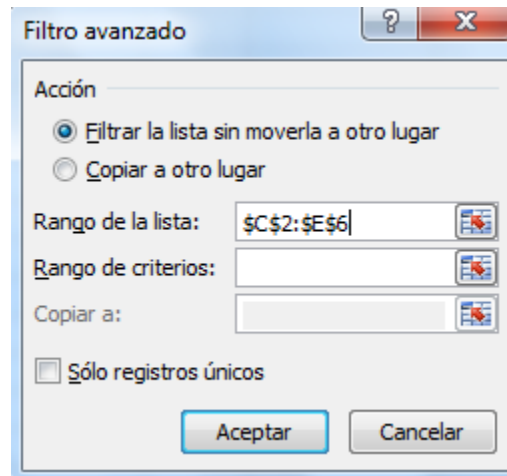 Filtro avanzado
Acción
Filtrar la lista sin moverla a otro lugar
Copiar a otro lugar
Rango de la lista: $C$2:$E$6
Rango de criterios:
Copiar a:
Sólo registros únicos
Aceptar Cancelar